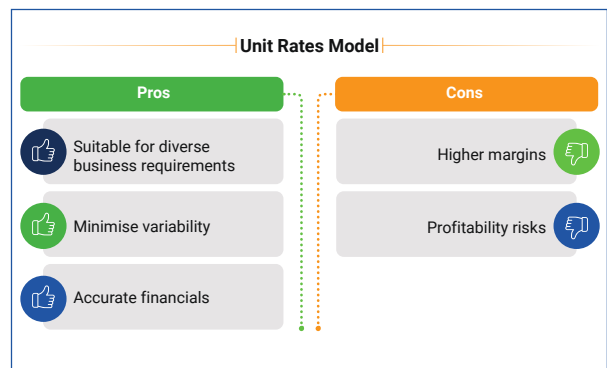 Unit Rates Model
Pros
Suitable for diverse
business requirements
Minimise variability
Accurate financials
Cons
Higher margins
Profitability risks